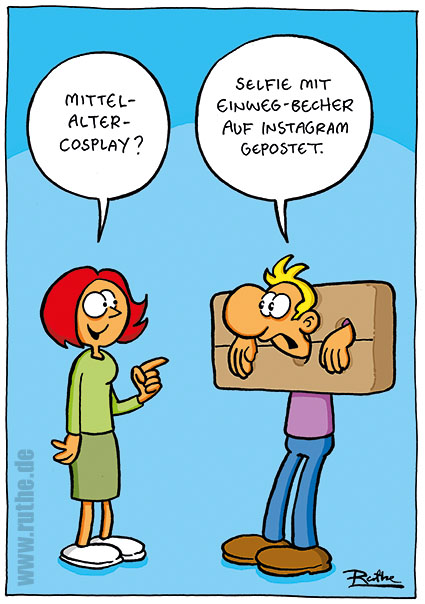 MITTEL-
ALTER-
COSPLAY?
SELFIE MIT
EINWEG-BECHER
AUF INSTAGRAM
GEPOSTET.
www.ruthe.de
Ruthe